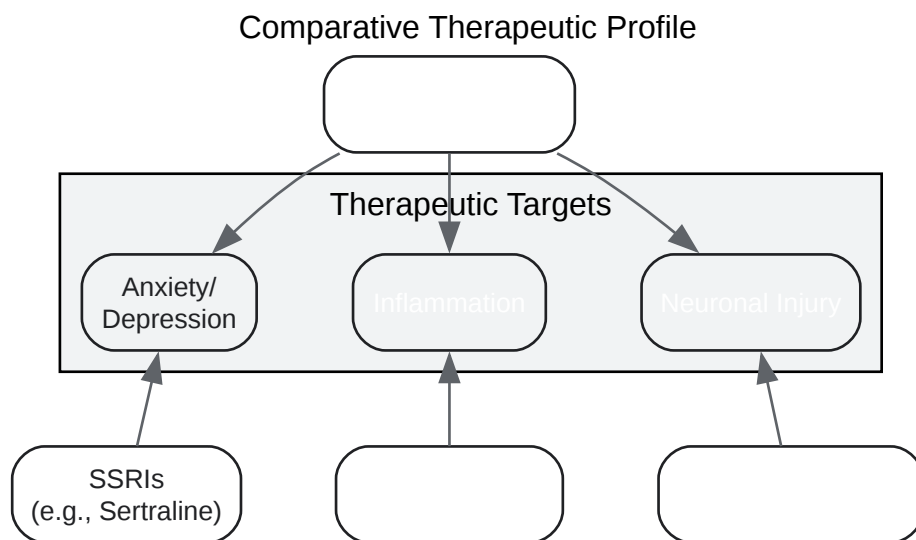 Comparative Therapeutic Profile
Therapeutic Targets
Anxiety/
Depression
Inflammation
Neuronal Injury
SSRIs
(e.g., Sertraline)